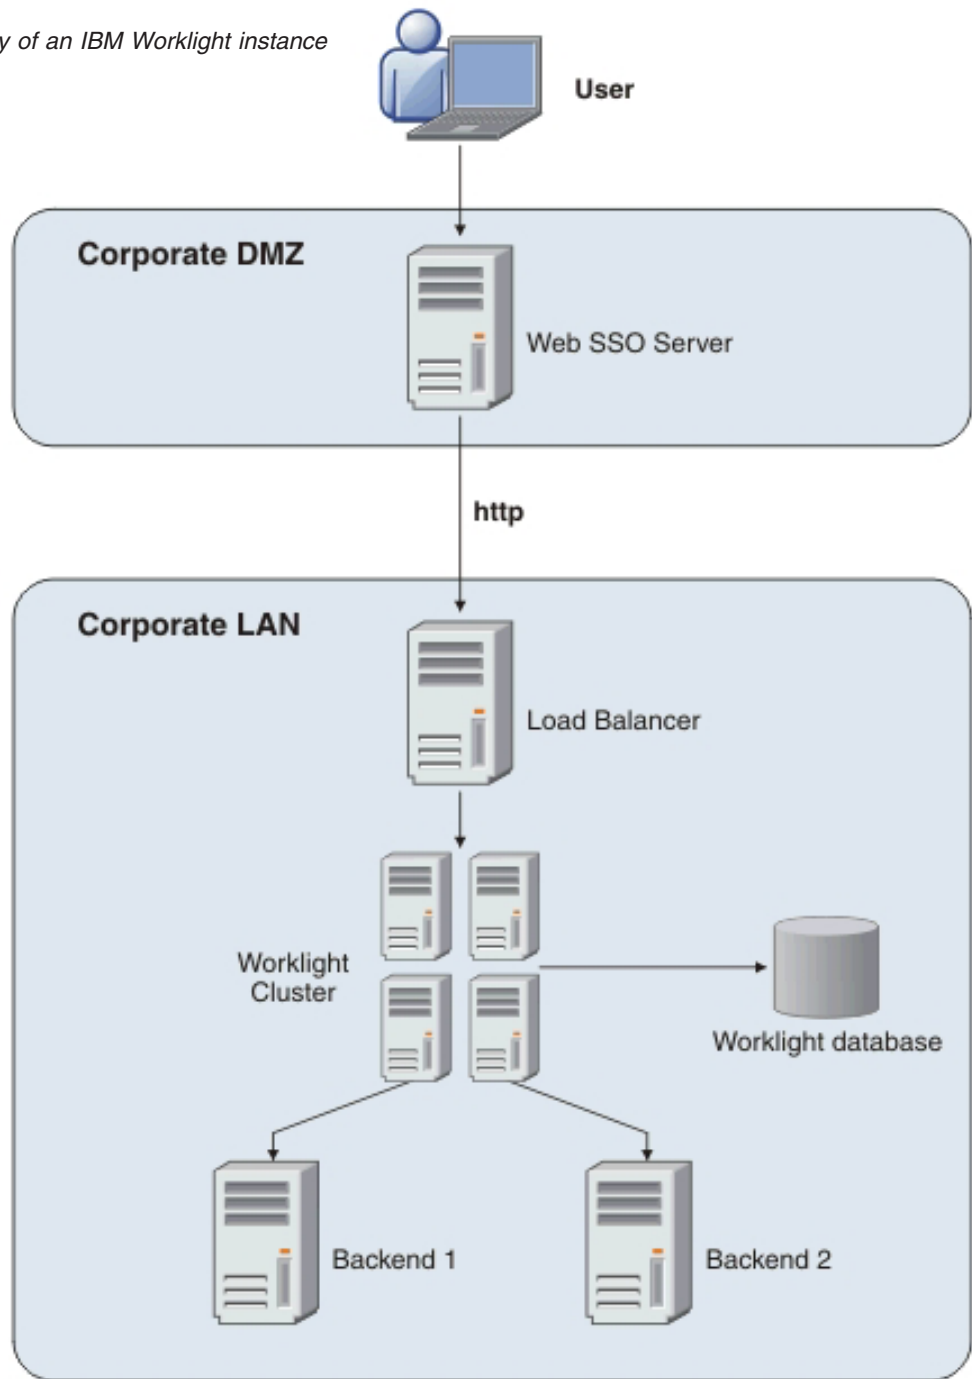 y of an IBM Worklight instance
User
Corporate DMZ
Web SSO Server
http
Corporate LAN
Load Balancer
Worklight
Cluster
Worklight database
Backend 1
Backend 2